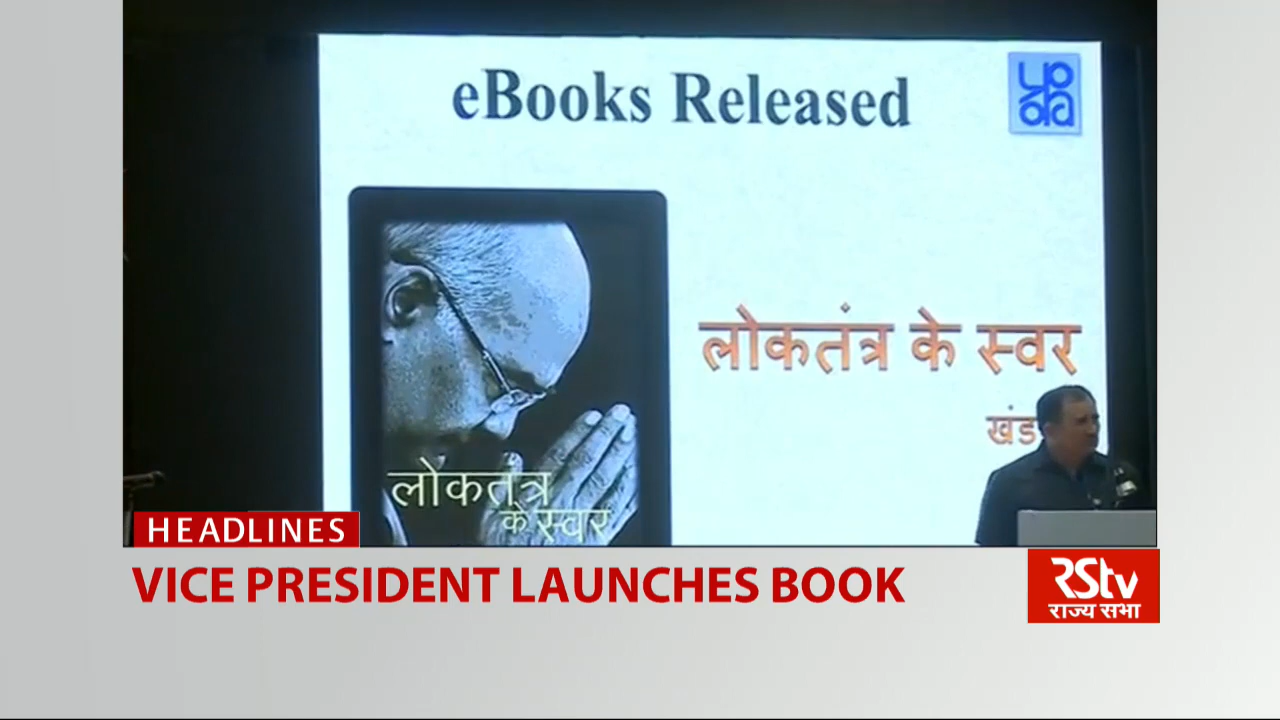 eBooks Released
लोकतंत्र के स्वर
खंड
लोकतंत्र
के स्वर
HEADLINES
VICE PRESIDENT LAUNCHES BOOK
RStv
राज्य सभा